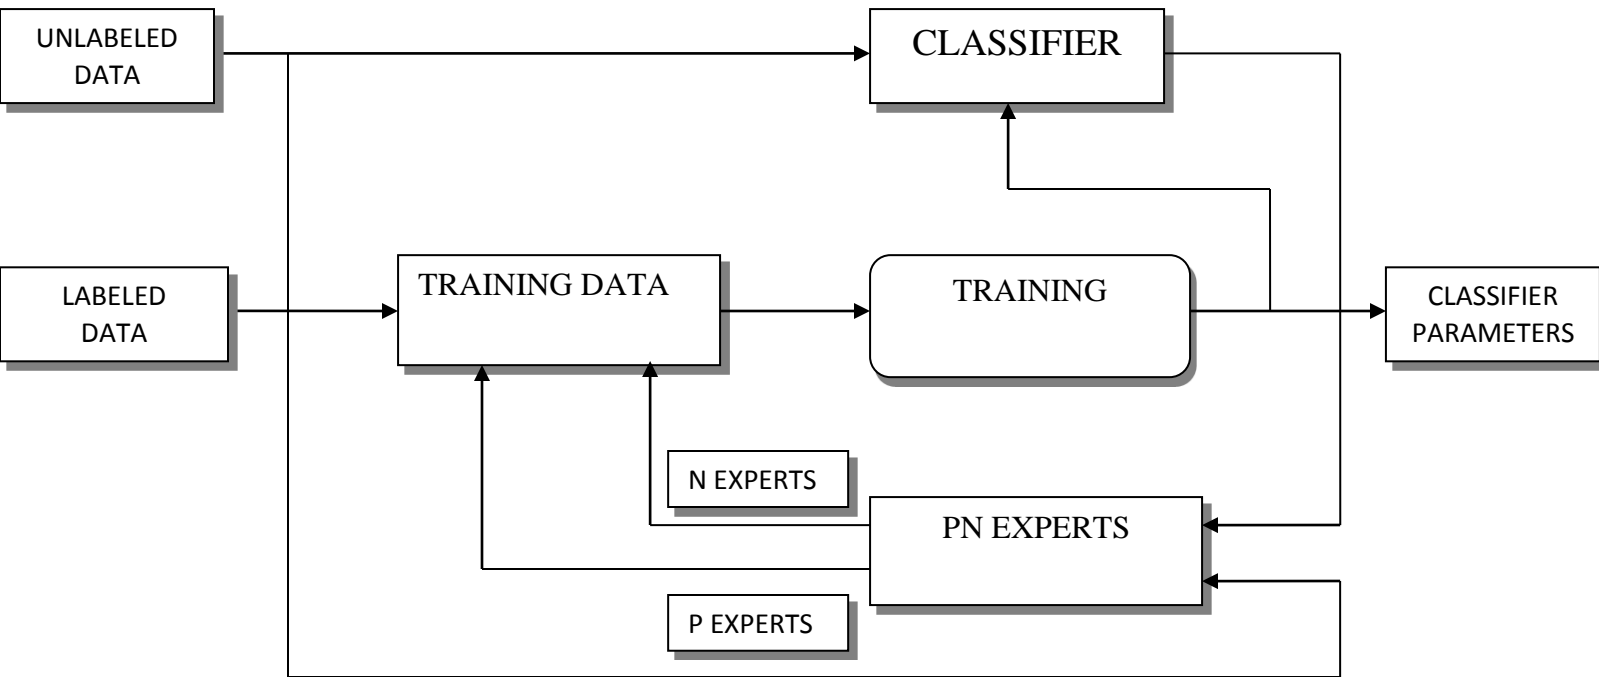 UNLABELED
DATA
CLASSIFIER
LABELED
DATA
TRAINING DATA
TRAINING
CLASSIFIER
PARAMETERS
N EXPERTS
PN EXPERTS
P EXPERTS